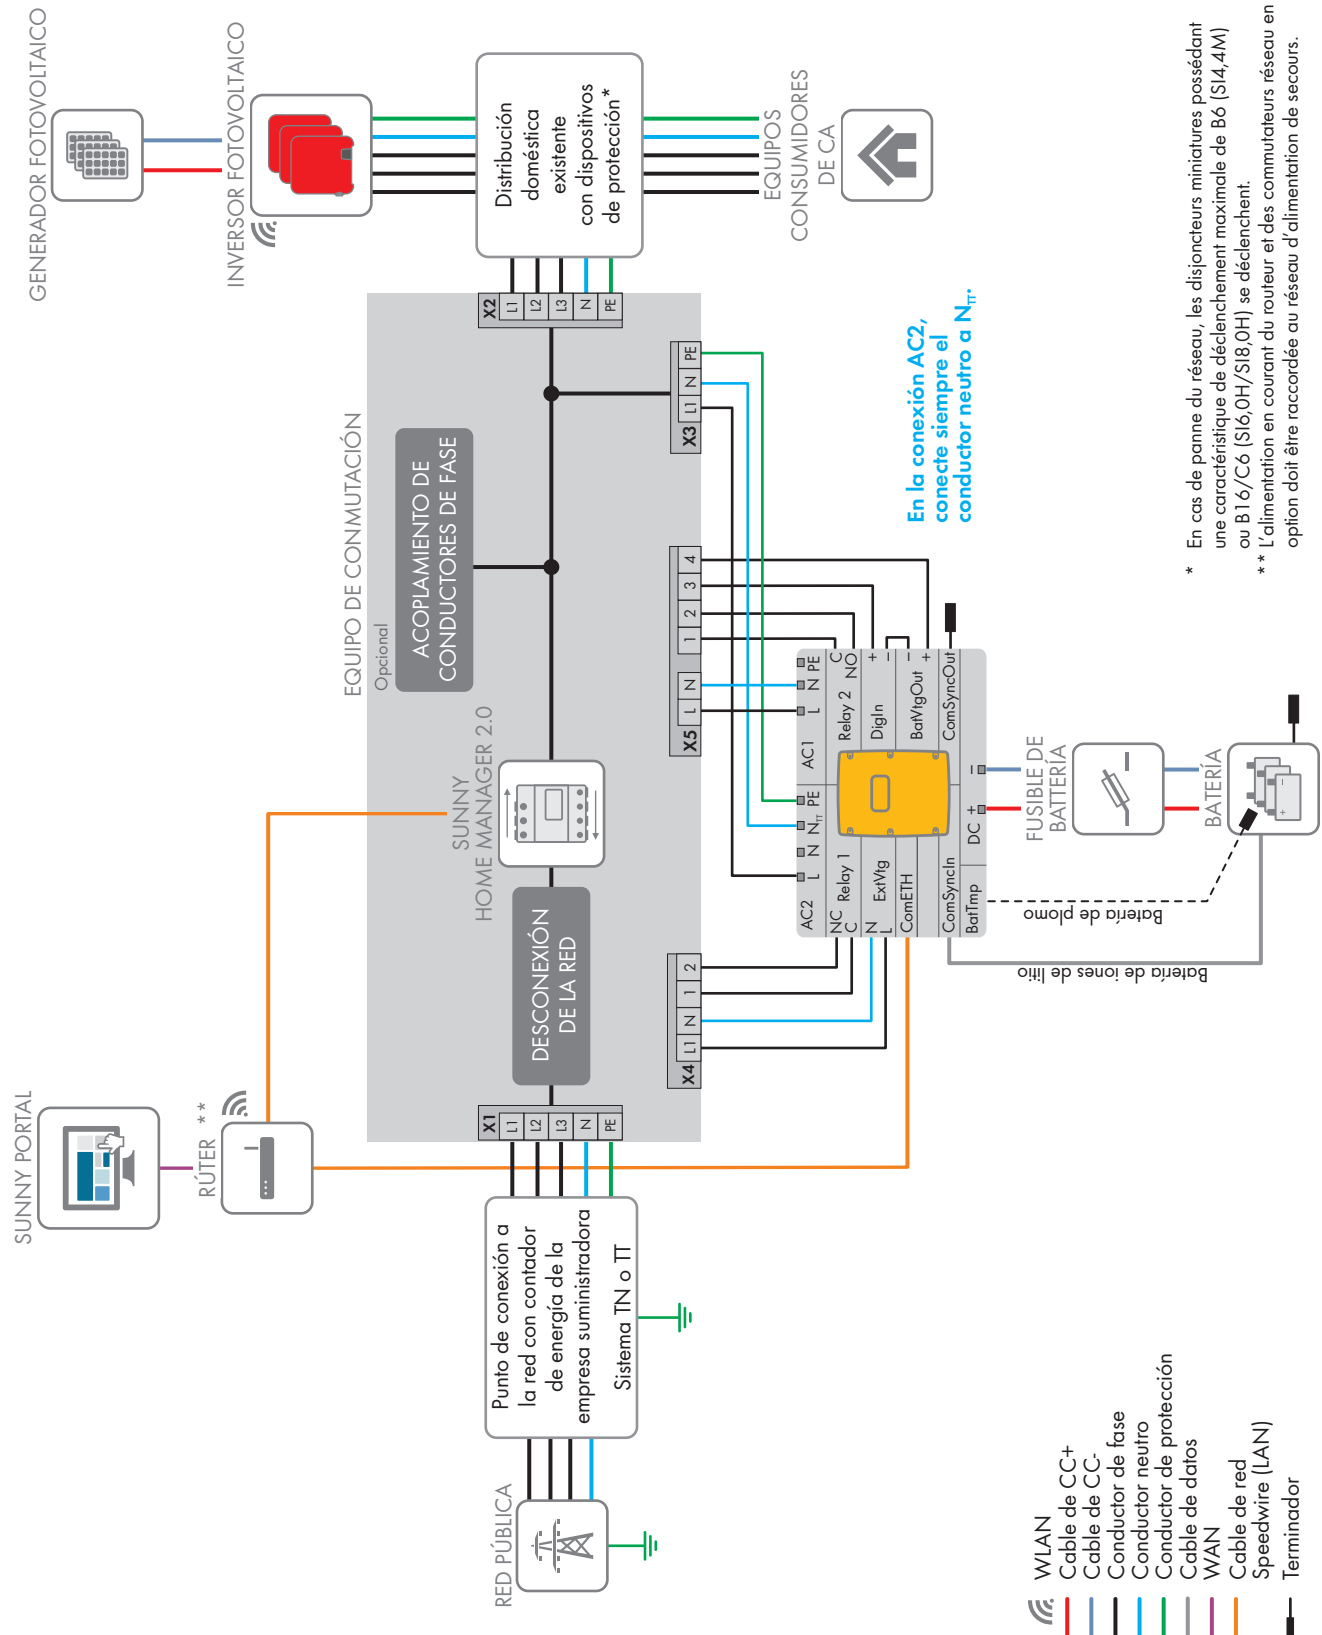 SUNNY PORTAL
RÚTER **
GENERADOR FOTOVOLTAICO
INVERSOR FOTOVOLTAICO
EQUIPO DE CONMUTACIÓN
Opcional
ACOPLAMIENTO DE
CONDUCTORES DE FASE
SUNNY
HOME MANAGER 2.0
DESCONEXIÓN
DE LA RED
RED PÚBLICA
Punto de conexión a
la red con contador
de energía de la
empresa suministradora
Sistema TN o TT
X1
L1
L2
L3
N
PE
X2
L1
L2
L3
N
PE
Distribución
doméstica
existente
con dispositivos
de protección*
EQUIPOS
CONSUMIDORES
DE CA
X4
L1
N
1
2
X5
L
N
1
2
3
4
X3
L1
N
PE
En la conexión AC2,
conecte siempre el
conductor neutro a NTT.
AC2
L
N
NTT
PE
AC1
L
N
PE
NC
C
Relay 1
Relay 2
C
NO
N
L
ExtVtg
DigIn
+
−
ComETH
BatVtgOut
−
+
ComSyncIn
ComSyncOut
BatTmp
DC
+
−
Batería de plomo
Batería de iones de litio
FUSIBLE DE
BATTERÍA
BATERÍA
+
−
WLAN
Cable de CC+
Cable de CC-
Conductor de fase
Conductor neutro
Conductor de protección
Cable de datos
WAN
Cable de red
Speedwire (LAN)
Terminador
* En cas de panne du réseau, les disjoncteurs miniatures possédant
une caractéristique de déclenchement maximale de B6 (SI4,4M)
ou B16/C6 (SI6,0H/SI8,0H) se déclenchent.
** L'alimentation en courant du routeur et des commutateurs réseau en
option doit être raccordée au réseau d'alimentation de secours.